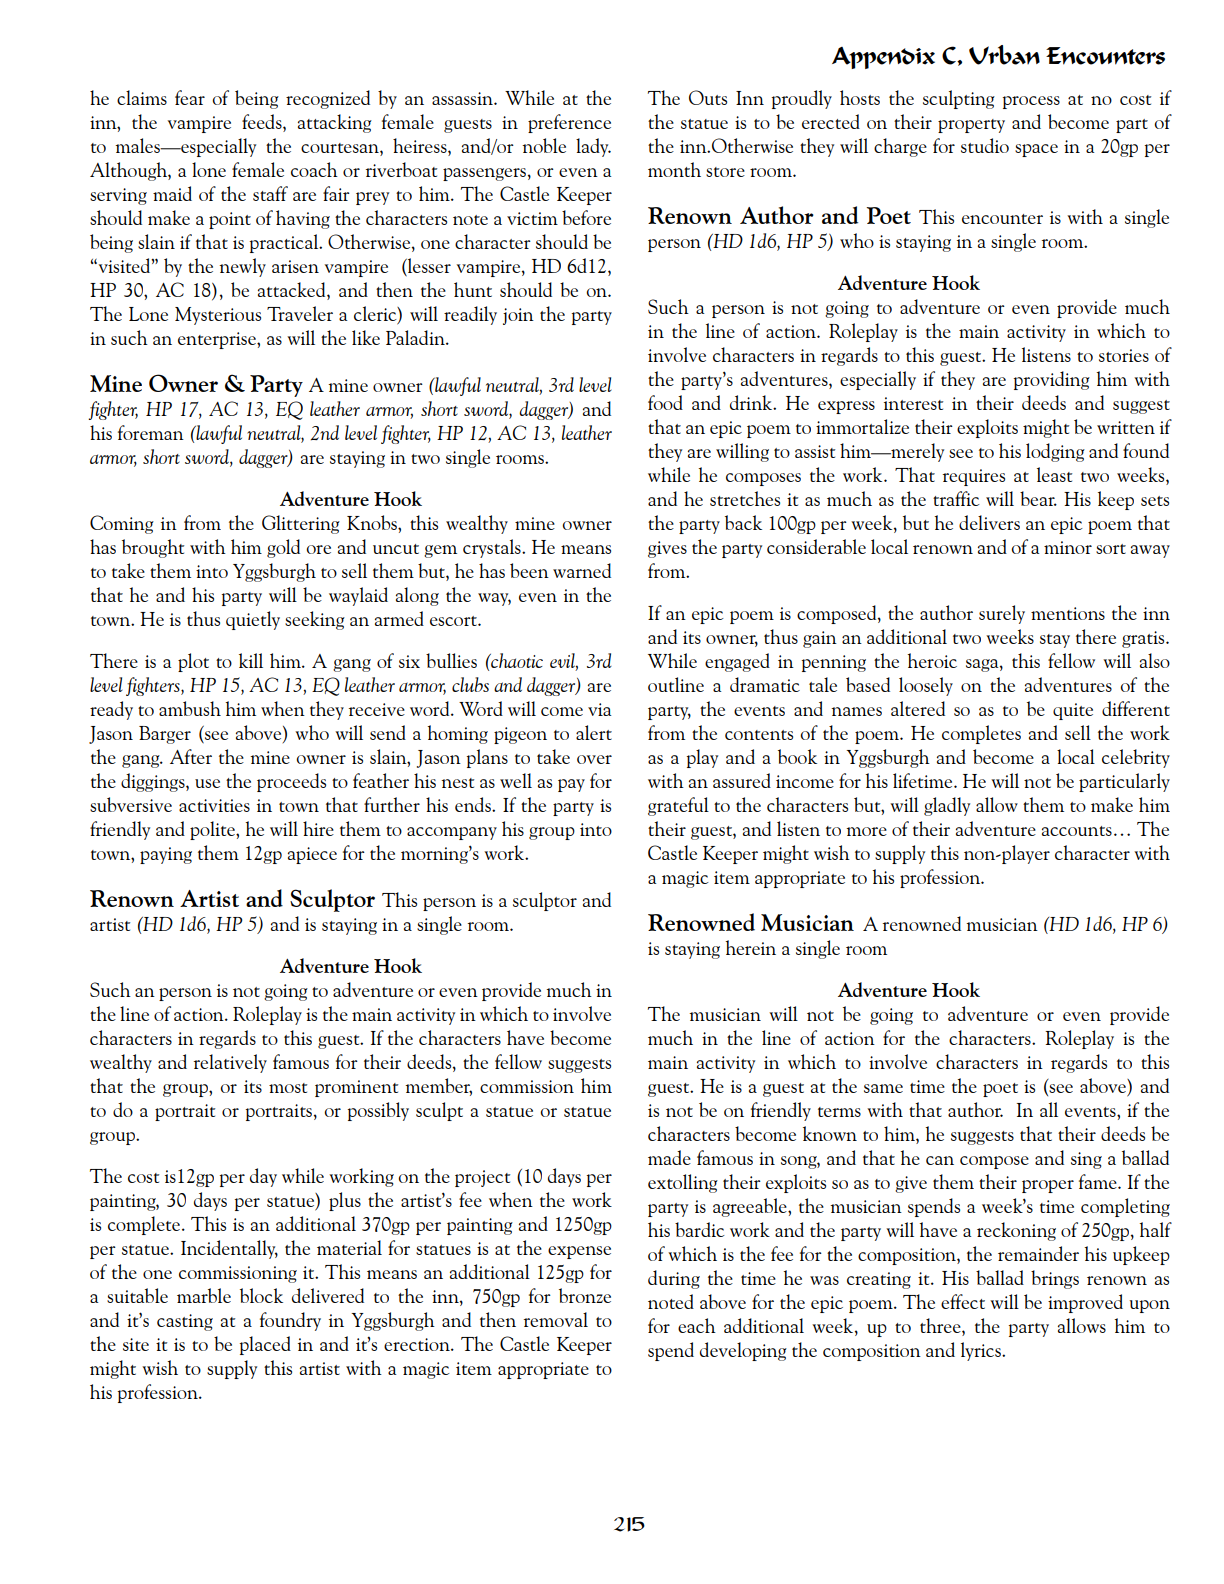 Appendix C, Urban Encounters
he claims fear of being recognized by an assassin. While at the
inn, the vampire feeds, attacking female guests in preference
to males—especially the courtesan, heiress, and/or noble lady.
Although, a lone female coach or riverboat passengers, or even a
serving maid of the staff are fair prey to him. The Castle Keeper
should make a point of having the characters note a victim before
being slain if that is practical. Otherwise, one character should be
“visited” by the newly arisen vampire (lesser vampire, HD 6d12,
HP 30, AC 18), be attacked, and then the hunt should be on.
The Lone Mysterious Traveler a cleric) will readily join the party
in such an enterprise, as will the like Paladin.
Mine Owner & Party A mine owner (lawful neutral, 3rd level
fighter, HP 17, AC 13, EQ leather armor, short sword, dagger) and
his foreman (lawful neutral, 2nd level fighter, HP 12, AC 13, leather
armor, short sword, dagger) are staying in two single rooms.
Adventure Hook
Coming in from the Glittering Knobs, this wealthy mine owner
has brought with him gold ore and uncut gem crystals. He means
to take them into Yggsburgh to sell them but, he has been warned
that he and his party will be waylaid along the way, even in the
town. He is thus quietly seeking an armed escort.
There is a plot to kill him. A gang of six bullies (chaotic evil, 3rd
level fighters, HP 15, AC 13, EQ leather armor, clubs and dagger) are
ready to ambush him when they receive word. Word will come via
Jason Barger (see above) who will send a homing pigeon to alert
the gang. After the mine owner is slain, Jason plans to take over
the diggings, use the proceeds to feather his nest as well as pay for
subversive activities in town that further his ends. If the party is
friendly and polite, he will hire them to accompany his group into
town, paying them 12gp apiece for the morning’s work.
Renown Artist and Sculptor This person is a sculptor and
artist (HD 1d6, HP 5) and is staying in a single room.
Adventure Hook
Such an person is not going to adventure or even provide much in
the line of action. Roleplay is the main activity in which to involve
characters in regards to this guest. If the characters have become
wealthy and relatively famous for their deeds, the fellow suggests
that the group, or its most prominent member, commission him
to do a portrait or portraits, or possibly sculpt a statue or statue
group.
The cost is12gp per day while working on the project (10 days per
painting, 30 days per statue) plus the artist’s fee when the work
is complete. This is an additional 370gp per painting and 1250gp
per statue. Incidentally, the material for statues is at the expense
of the one commissioning it. This means an additional 125gp for
a suitable marble block delivered to the inn, 750gp for bronze
and it’s casting at a foundry in Yggsburgh and then removal to
the site it is to be placed in and it’s erection. The Castle Keeper
might wish to supply this artist with a magic item appropriate to
his profession.
The Outs Inn proudly hosts the sculpting process at no cost if
the statue is to be erected on their property and become part of
the inn.Otherwise they will charge for studio space in a 20gp per
month store room.
Renown Author and Poet This encounter is with a single
person (HD 1d6, HP 5) who is staying in a single room.
Adventure Hook
Such a person is not going to adventure or even provide much
in the line of action. Roleplay is the main activity in which to
involve characters in regards to this guest. He listens to stories of
the party’s adventures, especially if they are providing him with
food and drink. He express interest in their deeds and suggest
that an epic poem to immortalize their exploits might be written if
they are willing to assist him—merely see to his lodging and found
while he composes the work. That requires at least two weeks,
and he stretches it as much as the traffic will bear. His keep sets
the party back 100gp per week, but he delivers an epic poem that
gives the party considerable local renown and of a minor sort away
from.
If an epic poem is composed, the author surely mentions the inn
and its owner, thus gain an additional two weeks stay there gratis.
While engaged in penning the heroic saga, this fellow will also
outline a dramatic tale based loosely on the adventures of the
party, the events and names altered so as to be quite different
from the contents of the poem. He completes and sell the work
as a play and a book in Yggsburgh and become a local celebrity
with an assured income for his lifetime. He will not be particularly
grateful to the characters but, will gladly allow them to make him
their guest, and listen to more of their adventure accounts… The
Castle Keeper might wish to supply this non-player character with
a magic item appropriate to his profession.
Renowned Musician A renowned musician (HD 1d6, HP 6)
is staying herein a single room
Adventure Hook
The musician will not be going to adventure or even provide
much in the line of action for the characters. Roleplay is the
main activity in which to involve characters in regards to this
guest. He is a guest at the same time the poet is (see above) and
is not be on friendly terms with that author. In all events, if the
characters become known to him, he suggests that their deeds be
made famous in song, and that he can compose and sing a ballad
extolling their exploits so as to give them their proper fame. If the
party is agreeable, the musician spends a week’s time completing
his bardic work and the party will have a reckoning of 250gp, half
of which is the fee for the composition, the remainder his upkeep
during the time he was creating it. His ballad brings renown as
noted above for the epic poem. The effect will be improved upon
for each additional week, up to three, the party allows him to
spend developing the composition and lyrics.
215